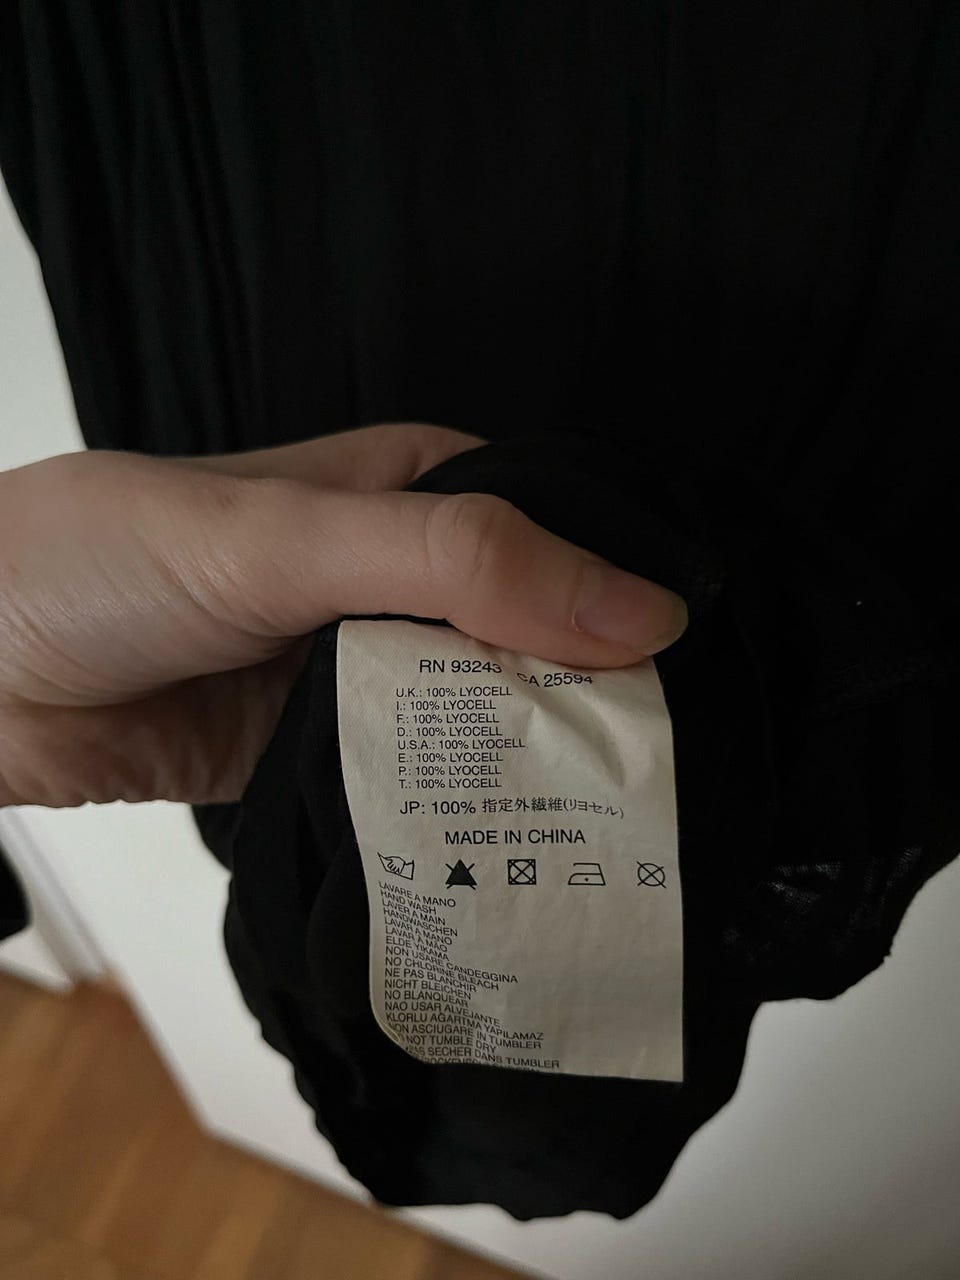 RN 93243 CA 25594
U.K.: 100% LYOCELL
I.: 100% LYOCELL
F.: 100% LYOCELL
D.: 100% LYOCELL
U.S.A.: 100% LYOCELL
E.: 100% LYOCELL
P.: 100% LYOCELL
T.: 100% LYOCELL
JP: 100% 指定外繊維(リヨセル)
MADE IN CHINA
LAVARE A MANO
HAND WASH
LAVER A MAIN
HANDWASCHEN
LAVAR A MANO
LAVAR A MÃO
ELDE YIKAMA
NON USARE CANDEGGINA
NO CHLORINE BLEACH
NE PAS BLANCHIR
NICHT BLEICHEN
NO BLANQUEAR
NAO USAR ALVEJANTE
KLORLU AĞARTMA YAPILAMAZ
NON ASCIUGARE IN TUMBLER
DO NOT TUMBLE DRY
PAS SECHER DANS TUMBLER